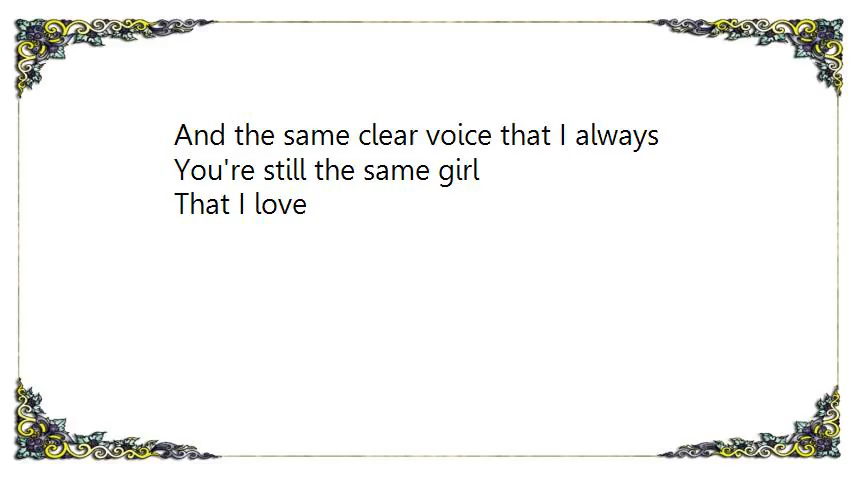 And the same clear voice that I always
You're still the same girl
That I love